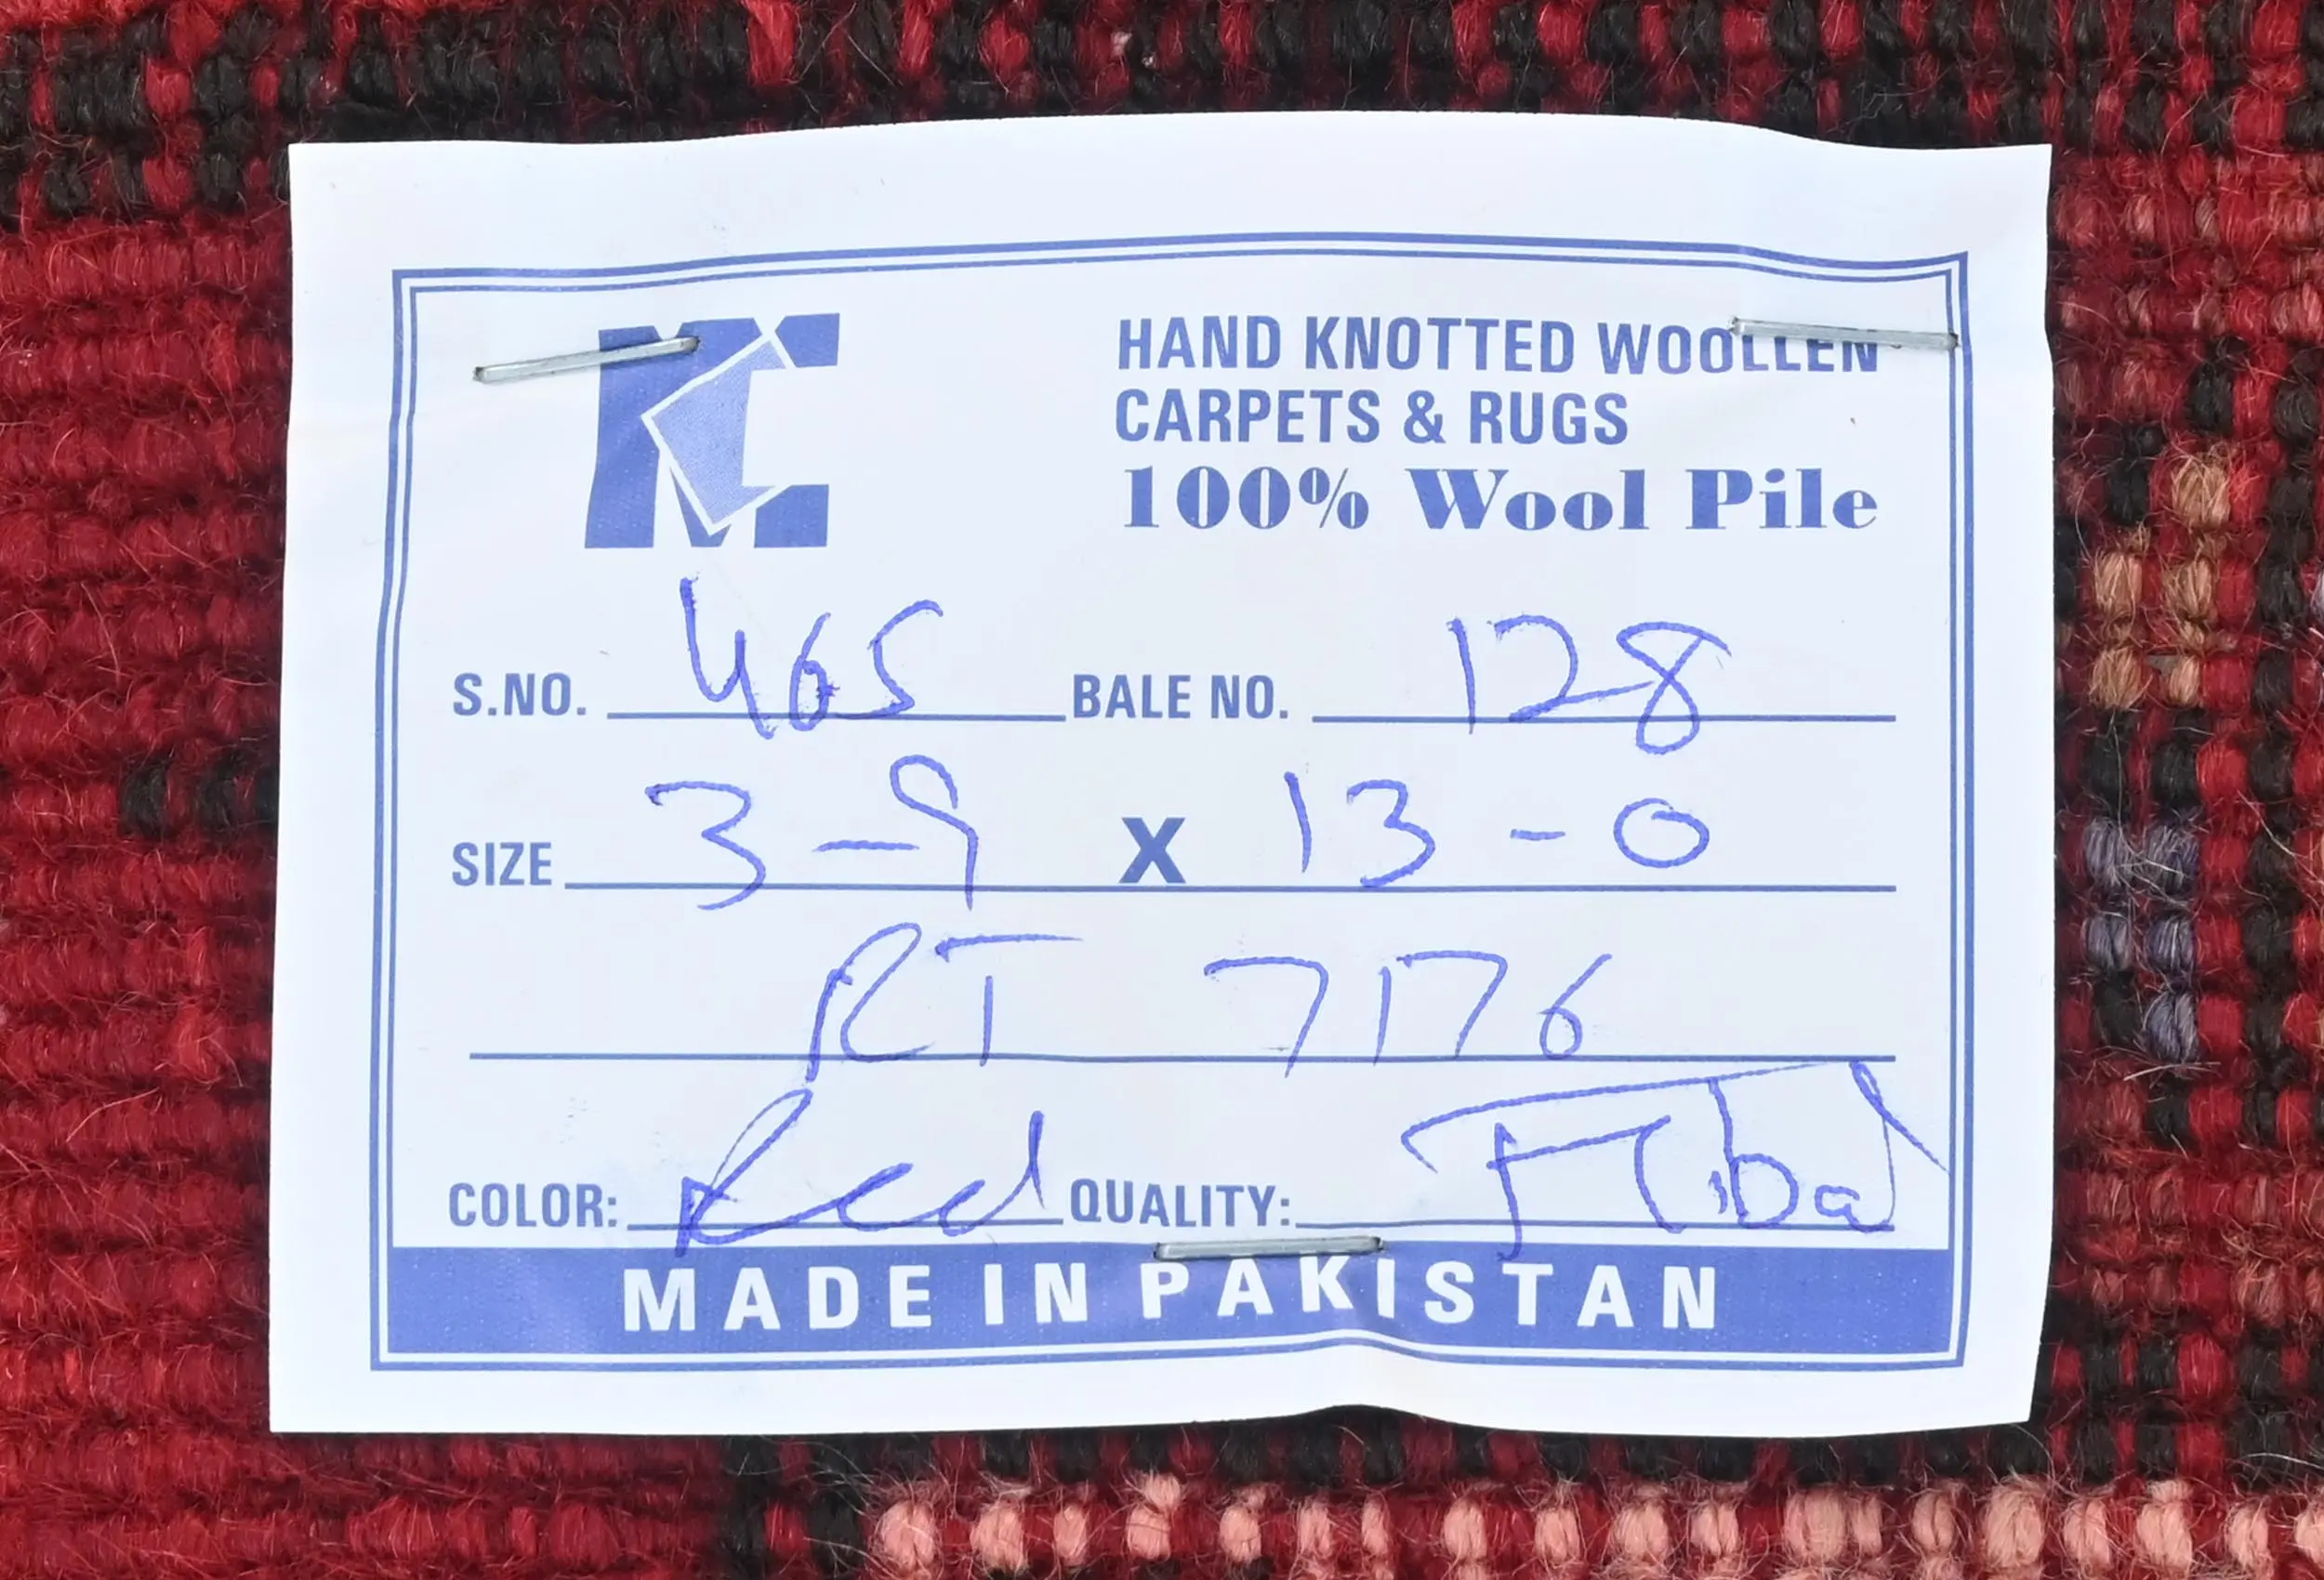 MC
HAND KNOTTED WOOLLEN
CARPETS & RUGS
100% Wool Pile
S.NO. 465 BALE NO. 128
SIZE 3-9 X 13-0
RT 7176
COLOR: Red QUALITY:
MADE IN PAKISTAN